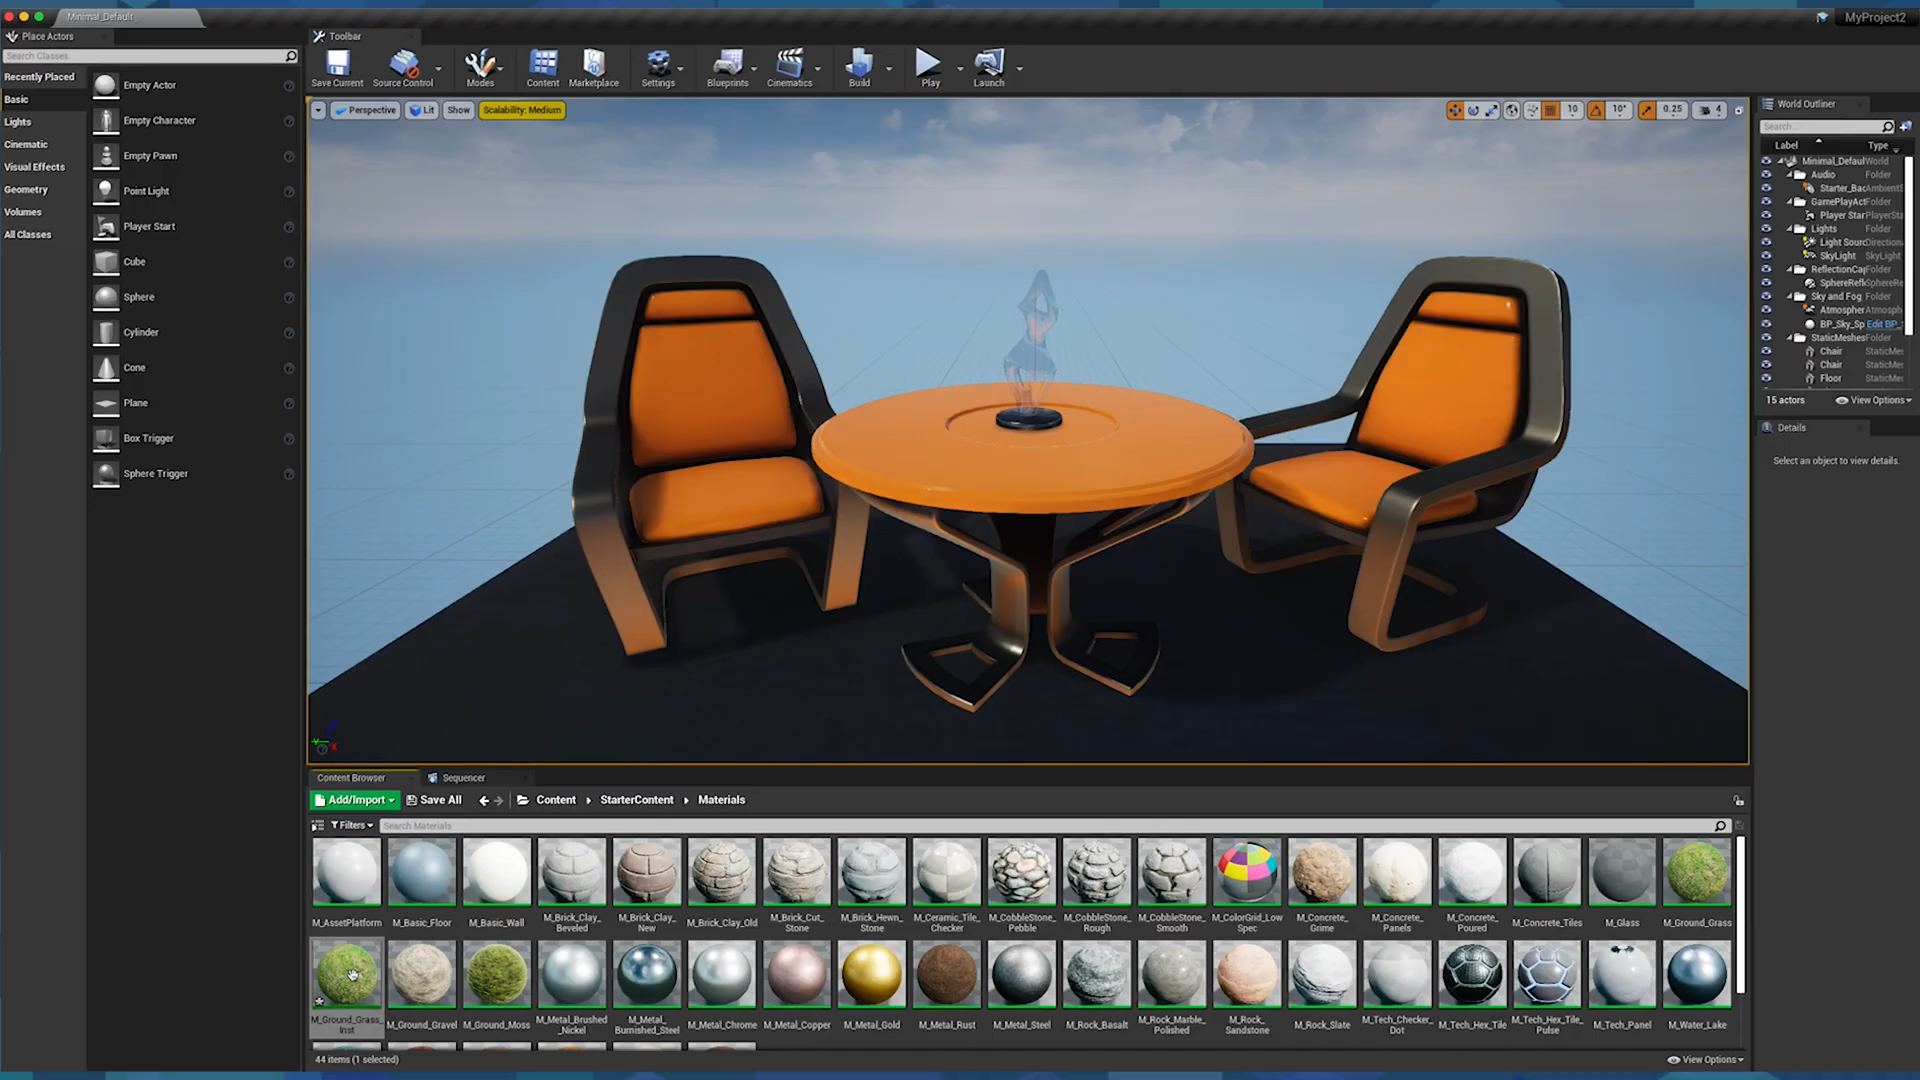 Minimal_Default
MyProject2
Place Actors
Search Classes
Recently Placed
Basic
Lights
Cinematic
Visual Effects
Geometry
Volumes
All Classes
Empty Actor
Empty Character
Empty Pawn
Point Light
Player Start
Cube
Sphere
Cylinder
Cone
Plane
Box Trigger
Sphere Trigger
Toolbar
Save Current
Source Control
Modes
Content
Marketplace
Settings
Blueprints
Cinematics
Build
Play
Launch
Perspective
Lit
Show
Scalability: Medium
10
10°
0.25
4
World Outliner
Search...
Label Type
Minimal_Defaul World
Audio Folder
Starter_Bac AmbientS
GamePlayAct Folder
Player Star PlayerSta
Lights Folder
Light Sourc Direction
SkyLight SkyLight
ReflectionCap Folder
SphereRefl SphereRe
Sky and Fog Folder
Atmospher Atmosph
BP_Sky_Sp Edit BP_
StaticMeshes Folder
Chair StaticMes
Chair StaticMes
Floor StaticMes
15 actors View Options
Details
Select an object to view details.
Content Browser
Sequencer
Add/Import
Save All
Content
StarterContent
Materials
Filters
Search Materials
M_AssetPlatform
M_Basic_Floor
M_Basic_Wall
M_Brick_Clay_
Beveled
M_Brick_Clay_
New
M_Brick_Clay_Old
M_Brick_Cut_
Stone
M_Brick_Hewn_
Stone
M_Ceramic_Tile_
Checker
M_CobbleStone_
Pebble
M_CobbleStone_
Rough
M_CobbleStone_
Smooth
M_ColorGrid_Low
Spec
M_Concrete_
Grime
M_Concrete_
Panels
M_Concrete_
Poured
M_Concrete_Tiles
M_Glass
M_Ground_Grass
M_Ground_Grass_
Inst
M_Ground_Gravel
M_Ground_Moss
M_Metal_Brushed
_Nickel
M_Metal_
Burnished_Steel
M_Metal_Chrome
M_Metal_Copper
M_Metal_Gold
M_Metal_Rust
M_Metal_Steel
M_Rock_Basalt
M_Rock_Marble_
Polished
M_Rock_
Sandstone
M_Rock_Slate
M_Tech_Checker_
Dot
M_Tech_Hex_Tile
M_Tech_Hex_Tile_
Pulse
M_Tech_Panel
M_Water_Lake
44 items (1 selected)
View Options